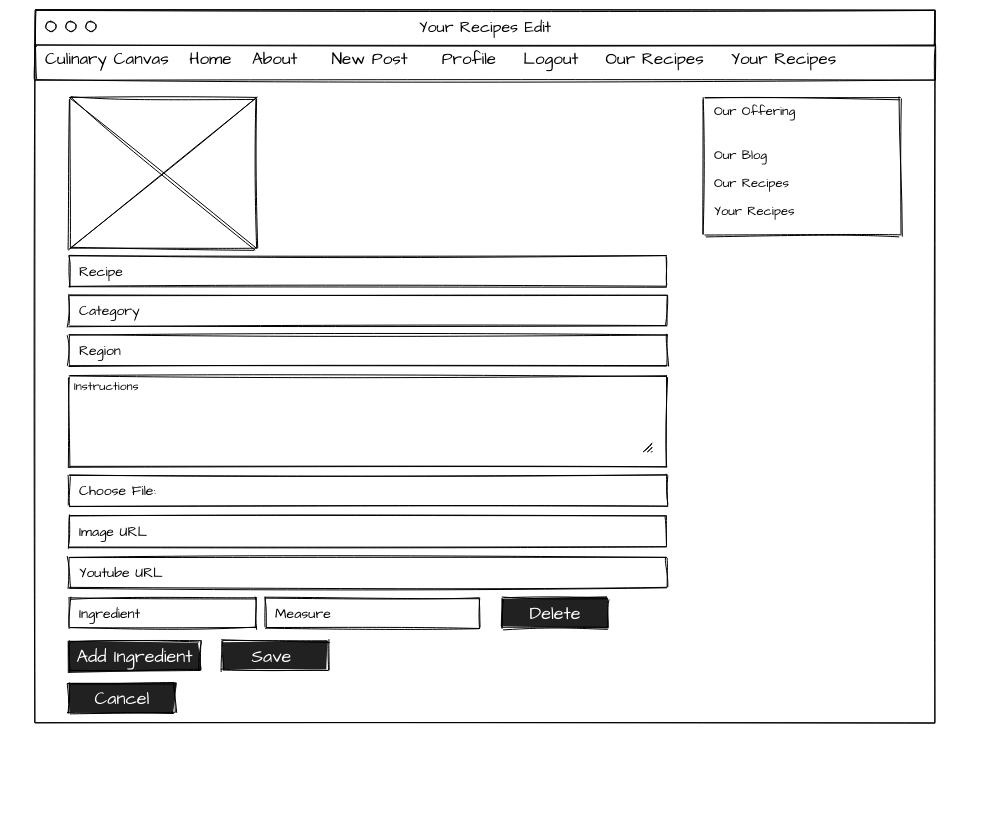 Your Recipes Edit
Culinary Canvas Home About New Post Profile Logout Our Recipes Your Recipes
Our Offering
Our Blog
Our Recipes
Your Recipes
Recipe
Category
Region
Instructions
Choose File:
Image URL
Youtube URL
Ingredient Measure Delete
Add Ingredient Save
Cancel